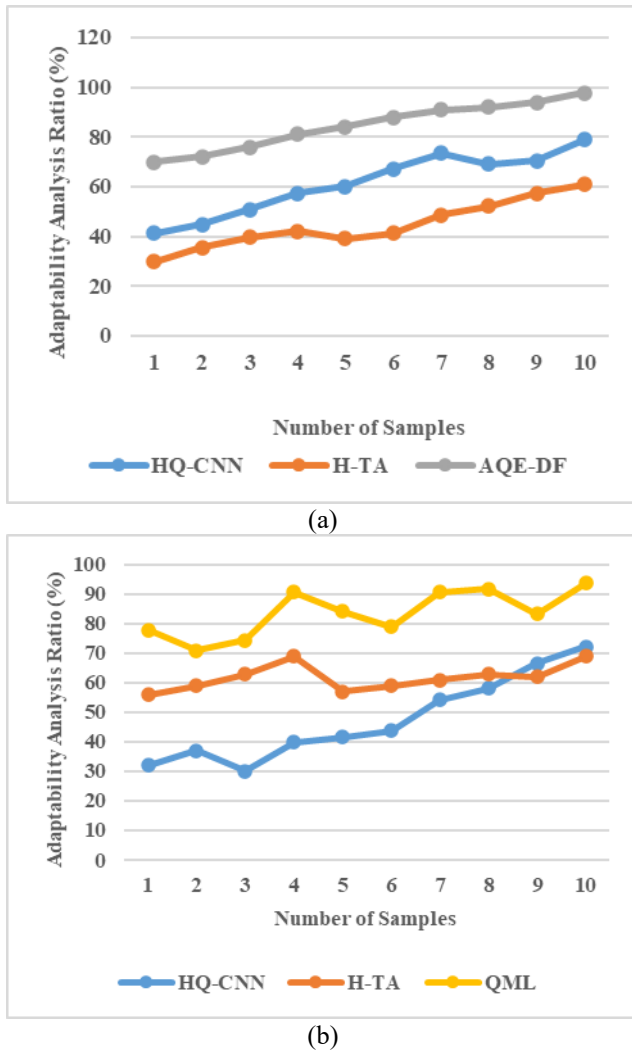 Adaptability Analysis Ratio (%)
120
100
80
60
40
20
0
1 2 3 4 5 6 7 8 9 10
Number of Samples
HQ-CNN H-TA AQE-DF
(a)
Adaptability Analysis Ratio (%)
100
90
80
70
60
50
40
30
20
10
0
1 2 3 4 5 6 7 8 9 10
Number of Samples
HQ-CNN H-TA QML
(b)